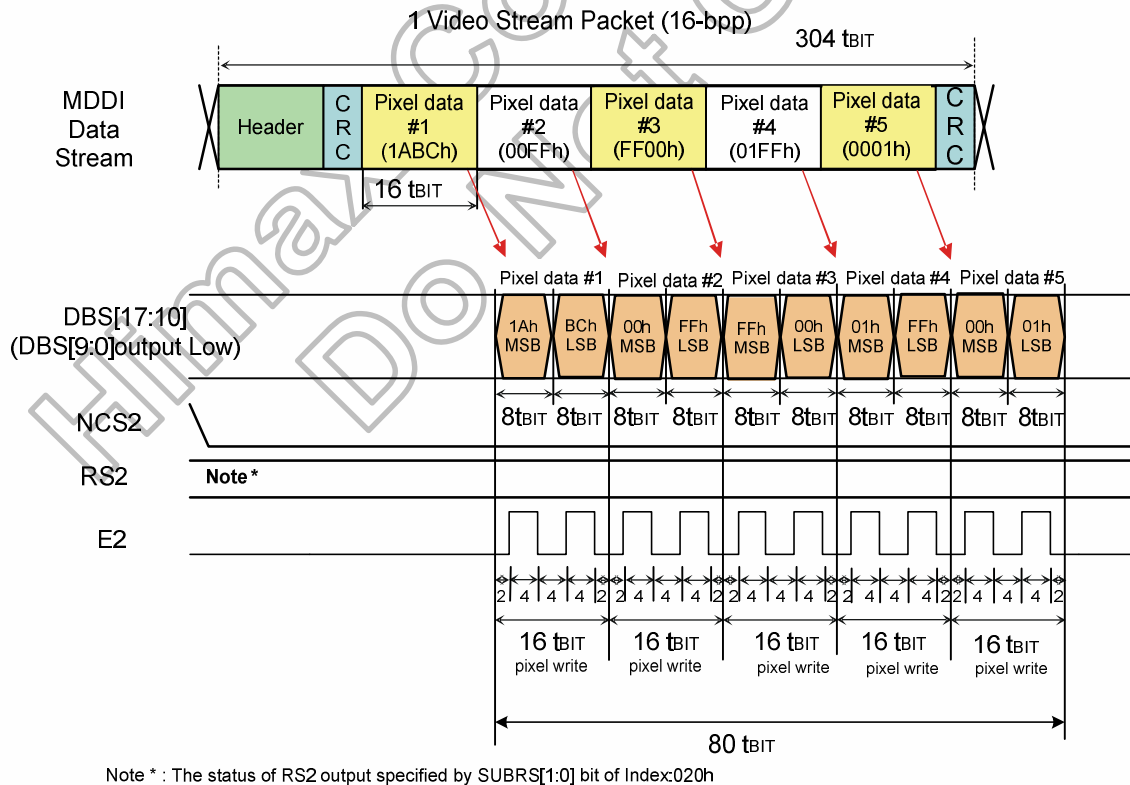 1 Video Stream Packet (16-bpp)
304 tBIT
MDDI
Data
Stream
Header
C
R
C
Pixel data
#1
(1ABCh)
Pixel data
#2
(00FFh)
Pixel data
#3
(FF00h)
Pixel data
#4
(01FFh)
Pixel data
#5
(0001h)
C
R
C
16 tBIT
Pixel data #1
Pixel data #2
Pixel data #3
Pixel data #4
Pixel data #5
DBS[17:10]
(DBS[9:0]output Low)
1Ah
MSB
BCh
LSB
00h
MSB
FFh
LSB
FFh
MSB
00h
LSB
01h
MSB
FFh
LSB
00h
MSB
01h
LSB
8tBIT 8tBIT 8tBIT 8tBIT 8tBIT 8tBIT 8tBIT 8tBIT 8tBIT 8tBIT
NCS2
RS2
Note *
E2
2 4 4 4 2 2 4 4 4 2 2 4 4 4 2 2 4 4 4 2 2 4 4 4 2
16 tBIT
pixel write
16 tBIT
pixel write
16 tBIT
pixel write
16 tBIT
pixel write
16 tBIT
pixel write
80 tBIT
Note * : The status of RS2 output specified by SUBRS[1:0] bit of Index:020h
Himax
Do Not